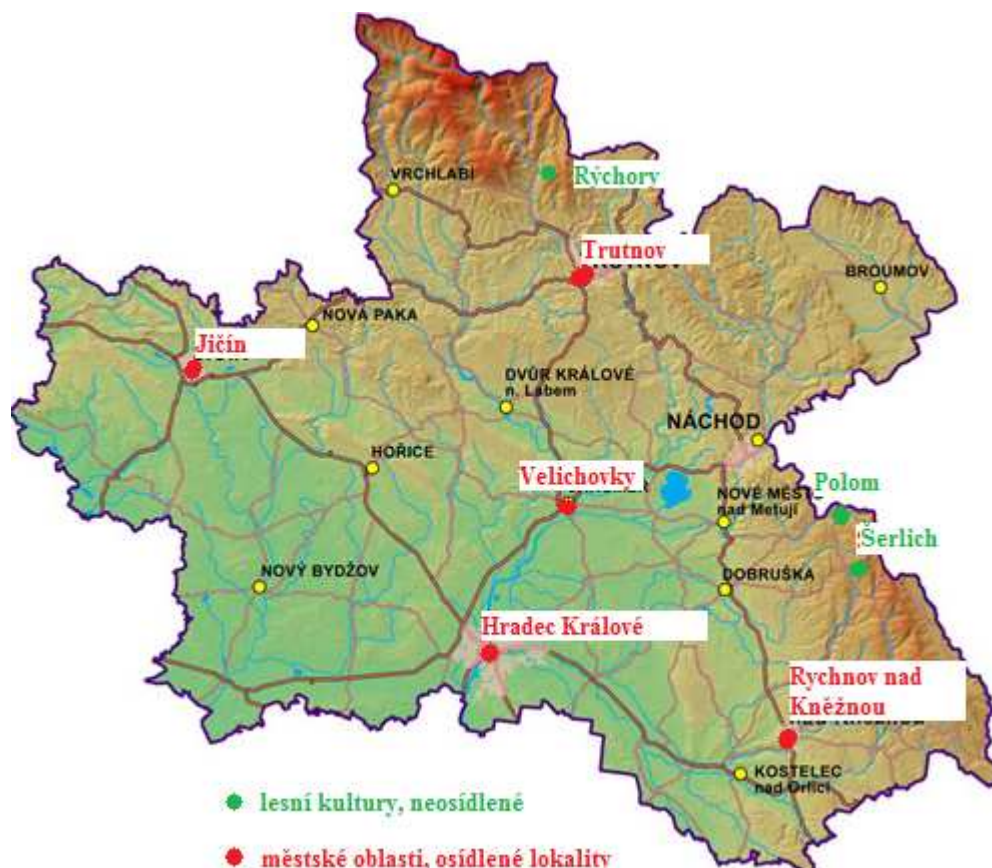 VRCHLABÍ
Rýchory
Trutnov
BROUMOV
NOVÁ PAKA
Jičín
DVŮR KRÁLOVÉ
n. Labem
NÁCHOD
HOŘICE
Velichovky
Polom
NOVÉ MĚST
nad Metují
Šerlich
DOBRUŠKA
NOVÝ BYDŽOV
Hradec Králové
Rychnov nad
Kněžnou
KOSTELEC
nad Orlicí
lesní kultury, neosídlené
městské oblasti, osídlené lokality